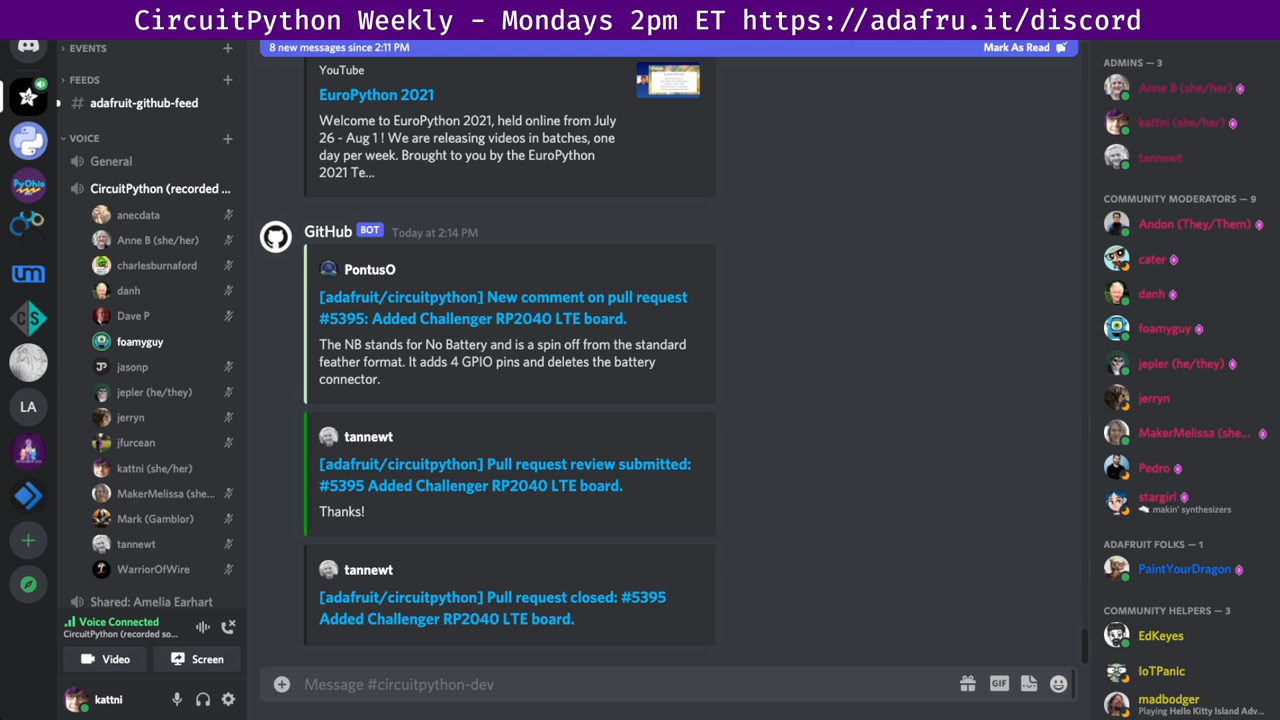 CircuitPython Weekly - Mondays 2pm ET https://adafru.it/discord
EVENTS
FEEDS
# adafruit-github-feed
VOICE
General
CircuitPython (recorded ...
anecdata
Anne B (she/her)
charlesburnaford
danh
Dave P
foamyguy
jasonp
jepler (he/they)
jerryn
jfurcean
kattni (she/her)
MakerMelissa (she...
Mark (Gamblor)
tannewt
WarriorOfWire
Shared: Amelia Earhart
Voice Connected
CircuitPython (recorded so...
Video
Screen
kattni
LA
CS
um
PyOhio
8 new messages since 2:11 PM
Mark As Read
YouTube
EuroPython 2021
Welcome to EuroPython 2021, held online from July
26 - Aug 1 ! We are releasing videos in batches, one
day per week. Brought to you by the EuroPython
2021 Te...
GitHub BOT Today at 2:14 PM
PontusO
[adafruit/circuitpython] New comment on pull request
#5395: Added Challenger RP2040 LTE board.
The NB stands for No Battery and is a spin off from the standard
feather format. It adds 4 GPIO pins and deletes the battery
connector.
tannewt
[adafruit/circuitpython] Pull request review submitted:
#5395 Added Challenger RP2040 LTE board.
Thanks!
tannewt
[adafruit/circuitpython] Pull request closed: #5395
Added Challenger RP2040 LTE board.
Message #circuitpython-dev
GIF
ADMINS — 3
Anne B (she/her)
kattni (she/her)
tannewt
COMMUNITY MODERATORS — 9
Andon (They/Them)
cater
danh
foamyguy
jepler (he/they)
jerryn
MakerMelissa (she...
Pedro
stargirl
makin' synthesizers
ADAFRUIT FOLKS — 1
PaintYourDragon
COMMUNITY HELPERS — 3
EdKeyes
IoTPanic
madbodger
Playing Hello Kitty Island Adv...